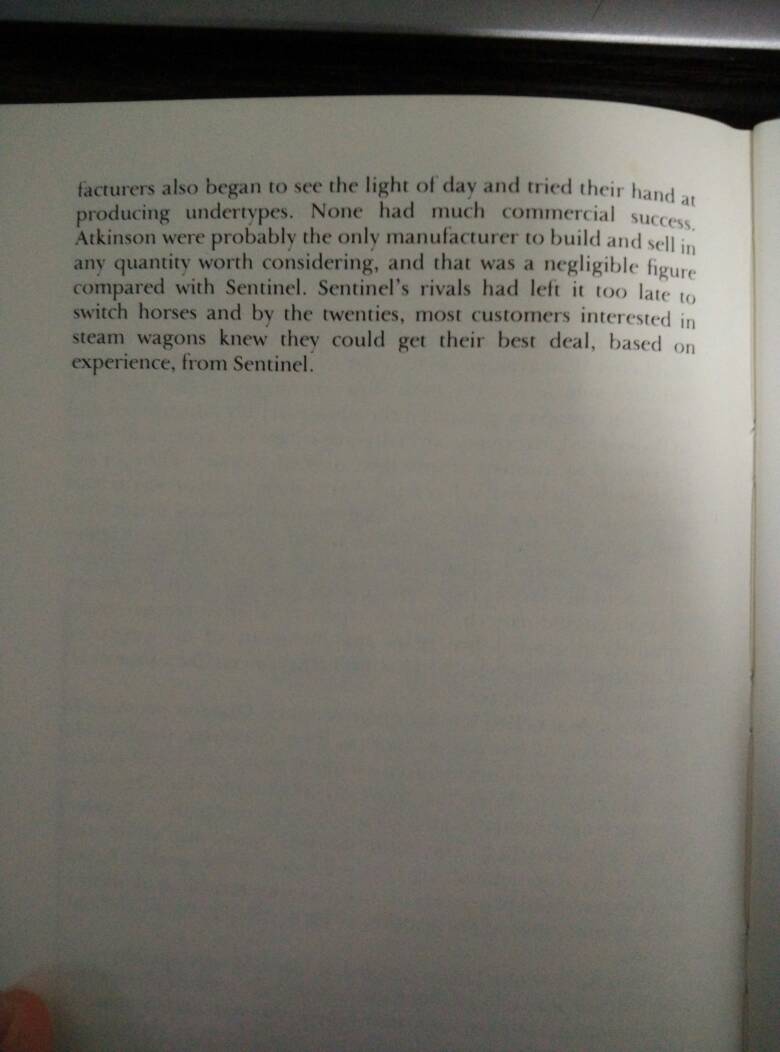 facturers also began to see the light of day and tried their hand at
producing undertypes. None had much commercial success.
Atkinson were probably the only manufacturer to build and sell in
any quantity worth considering, and that was a negligible figure
compared with Sentinel. Sentinel's rivals had left it too late to
switch horses and by the twenties, most customers interested in
steam wagons knew they could get their best deal, based on
experience, from Sentinel.